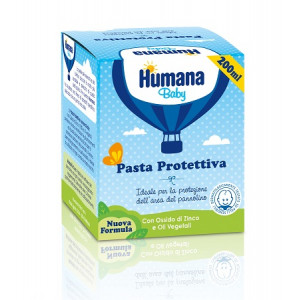 Humana
Baby
200ml
Pasta Protettiva
Ideale per la protezione
dell'area del pannolino
Con Ossido di Zinco
e Oli Vegetali
Nuova
Formula